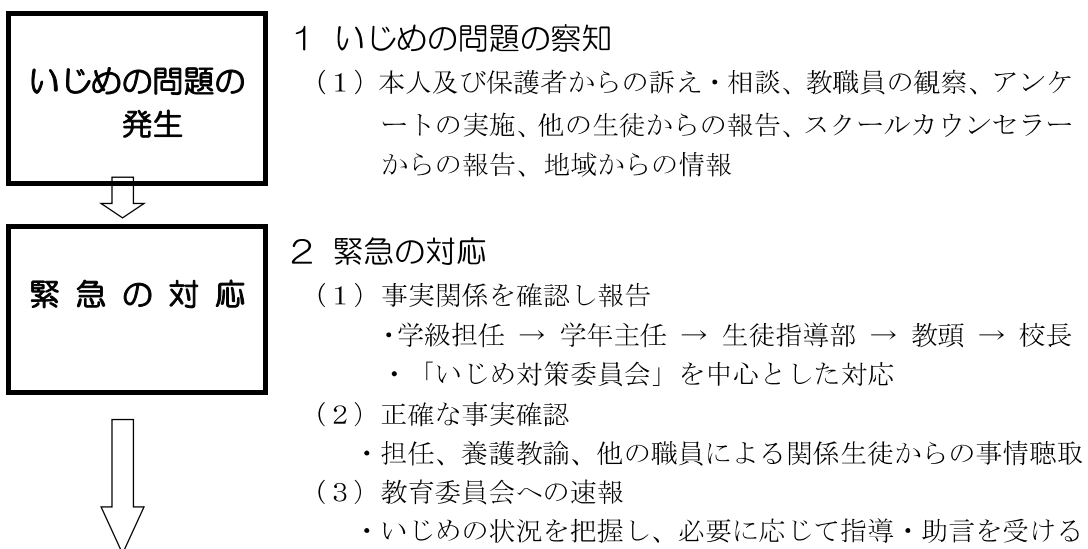 いじめの問題の
発生
1 いじめの問題の察知
(1)本人及び保護者からの訴え・相談、教職員の観察、アンケ
ートの実施、他の生徒からの報告、スクールカウンセラー
からの報告、地域からの情報
緊急の対応
2 緊急の対応
(1)事実関係を確認し報告
・学級担任 → 学年主任 → 生徒指導部 → 教頭 → 校長
・「いじめ対策委員会」を中心とした対応
(2)正確な事実確認
・担任、養護教諭、他の職員による関係生徒からの事情聴取
(3)教育委員会への速報
・いじめの状況を把握し、必要に応じて指導・助言を受ける